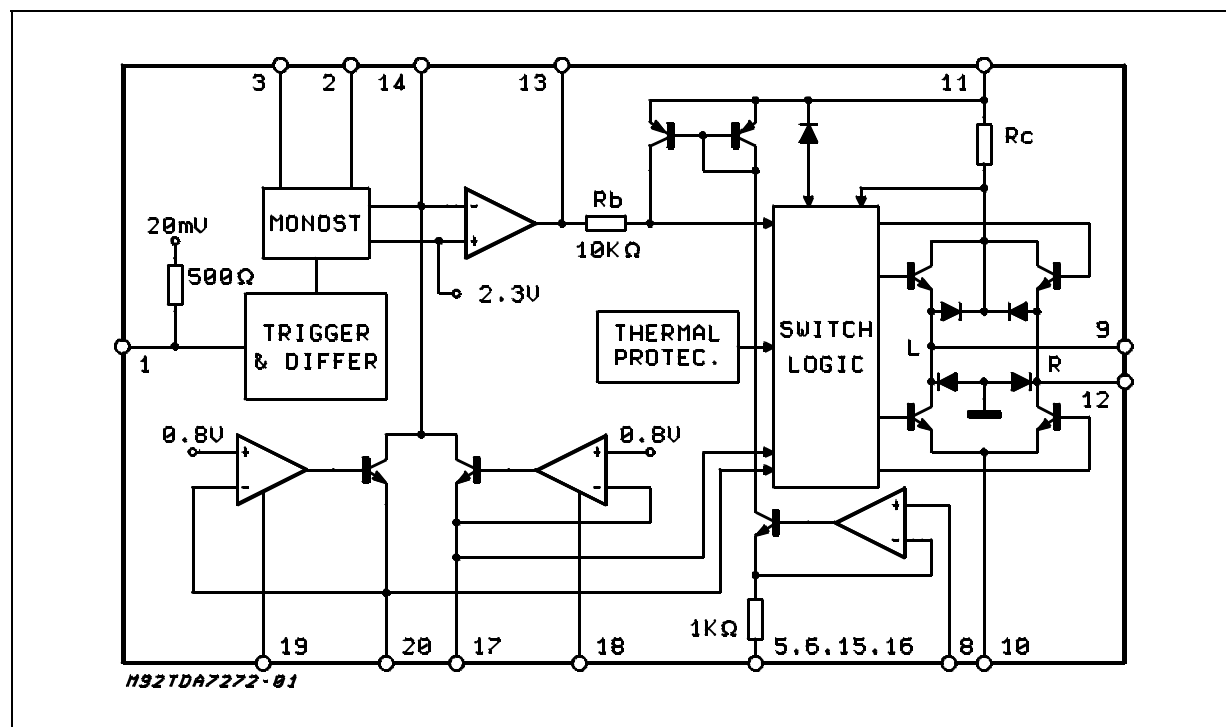 3
2
14
13
11
Rc
Rb
10KΩ
MONOST
20mV
500Ω
2.3V
TRIGGER
& DIFFER
1
THERMAL
PROTEC.
SWITCH
LOGIC
L
R
9
12
0.8V
0.8V
+
-
+
-
-
+
+
-
1KΩ
19
20
17
18
5.6.15.16
8
10
M92TDA7272-01